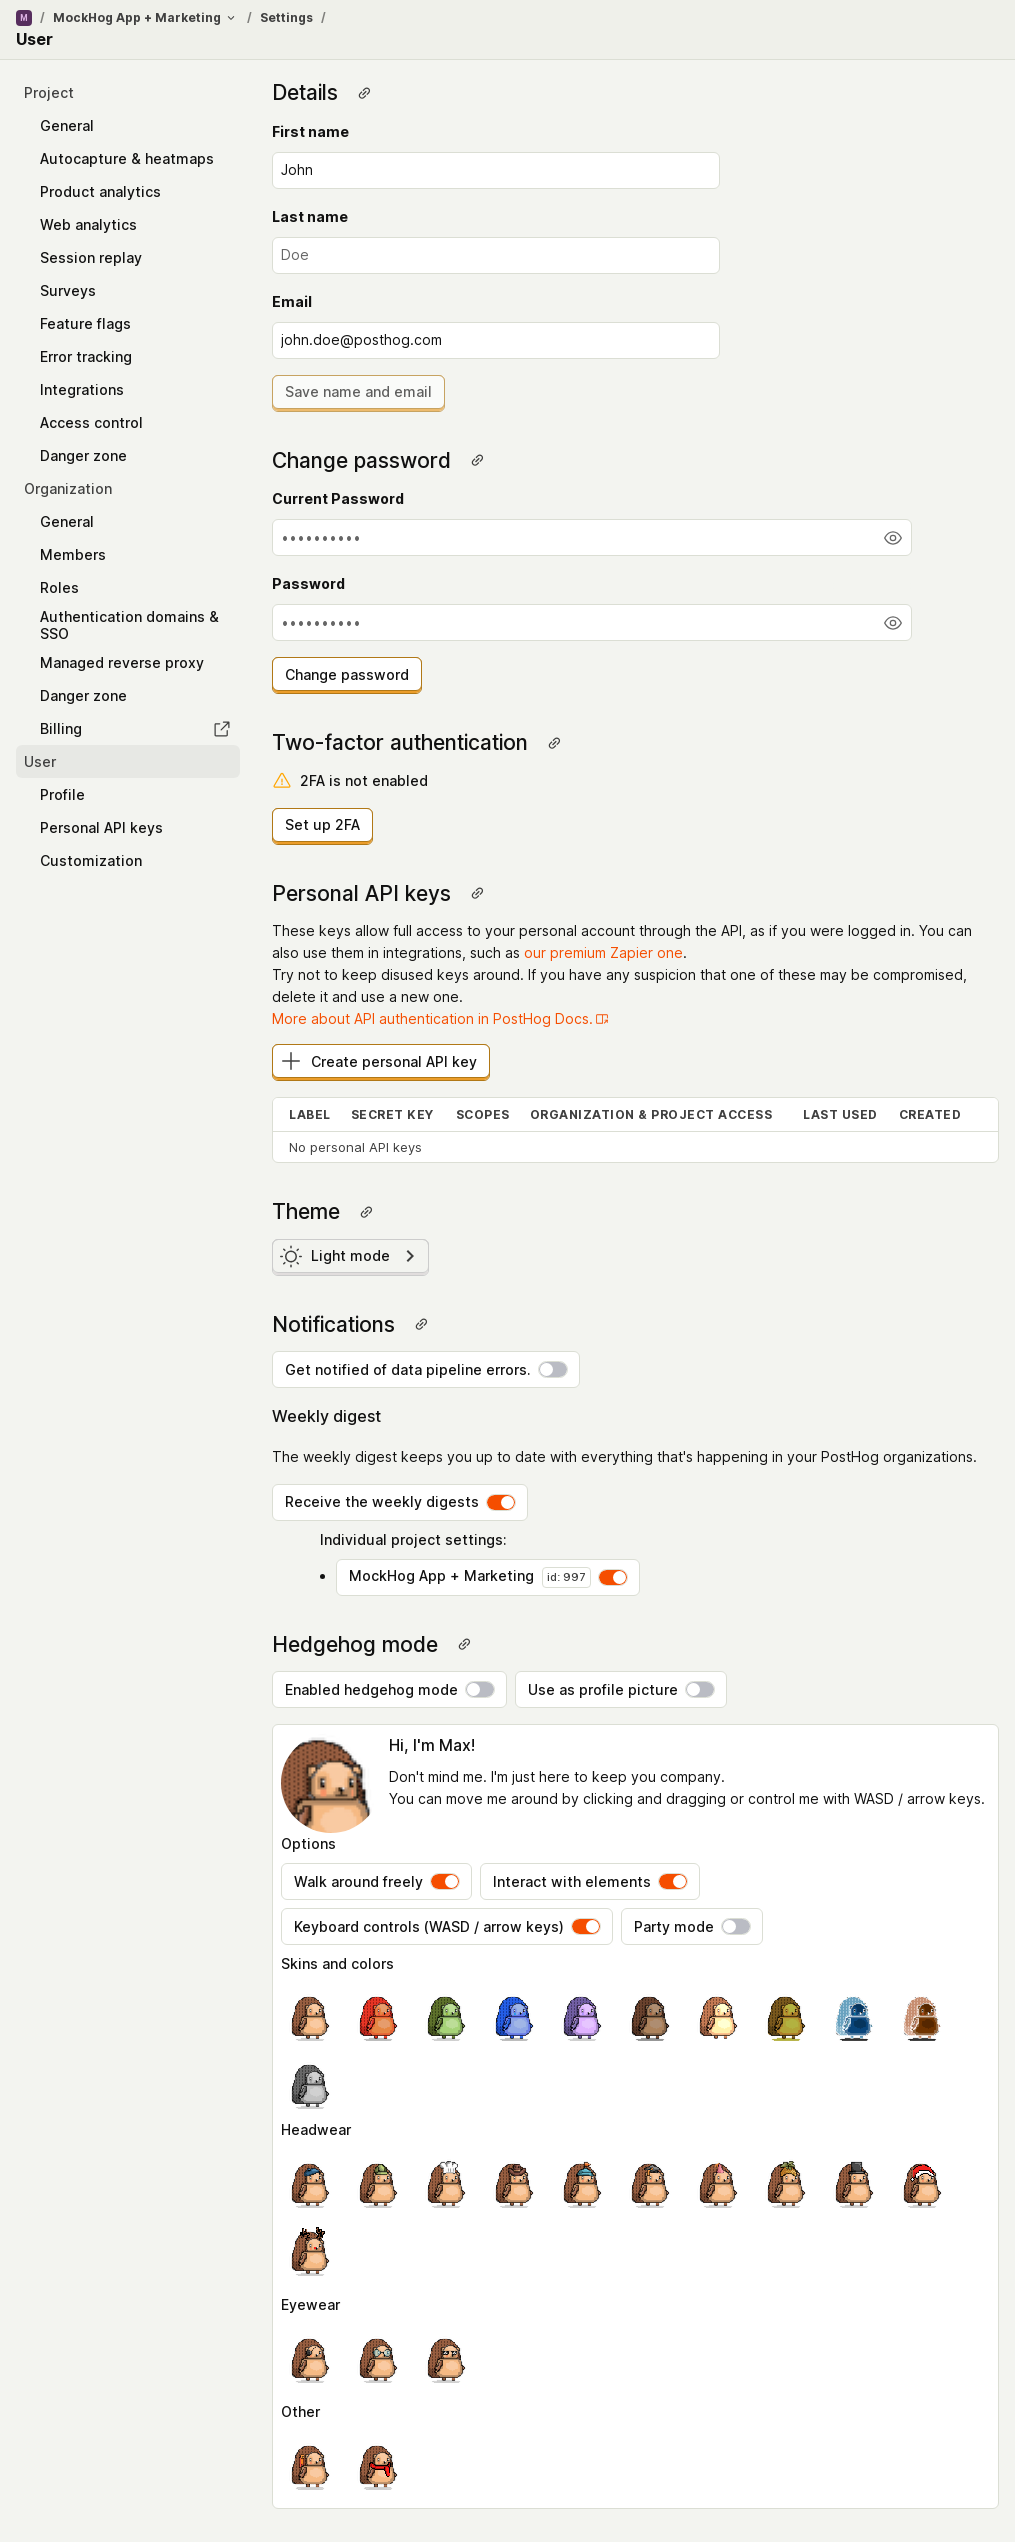 M / MockHog App + Marketing / Settings /
User
Project
General
Autocapture & heatmaps
Product analytics
Web analytics
Session replay
Surveys
Feature flags
Error tracking
Integrations
Access control
Danger zone
Organization
General
Members
Roles
Authentication domains &
SSO
Managed reverse proxy
Danger zone
Billing
User
Profile
Personal API keys
Customization
Details
First name
John
Last name
Doe
Email
john.doe@posthog.com
Save name and email
Change password
Current Password
••••••••••
Password
••••••••••
Change password
Two-factor authentication
2FA is not enabled
Set up 2FA
Personal API keys
These keys allow full access to your personal account through the API, as if you were logged in. You can
also use them in integrations, such as our premium Zapier one.
Try not to keep disused keys around. If you have any suspicion that one of these may be compromised,
delete it and use a new one.
More about API authentication in PostHog Docs.
Create personal API key
LABEL SECRET KEY SCOPES ORGANIZATION & PROJECT ACCESS LAST USED CREATED
No personal API keys
Theme
Light mode
Notifications
Get notified of data pipeline errors.
Weekly digest
The weekly digest keeps you up to date with everything that's happening in your PostHog organizations.
Receive the weekly digests
Individual project settings:
• MockHog App + Marketing id: 997
Hedgehog mode
Enabled hedgehog mode Use as profile picture
Hi, I'm Max!
Don't mind me. I'm just here to keep you company.
You can move me around by clicking and dragging or control me with WASD / arrow keys.
Options
Walk around freely Interact with elements
Keyboard controls (WASD / arrow keys) Party mode
Skins and colors
Headwear
Eyewear
Other